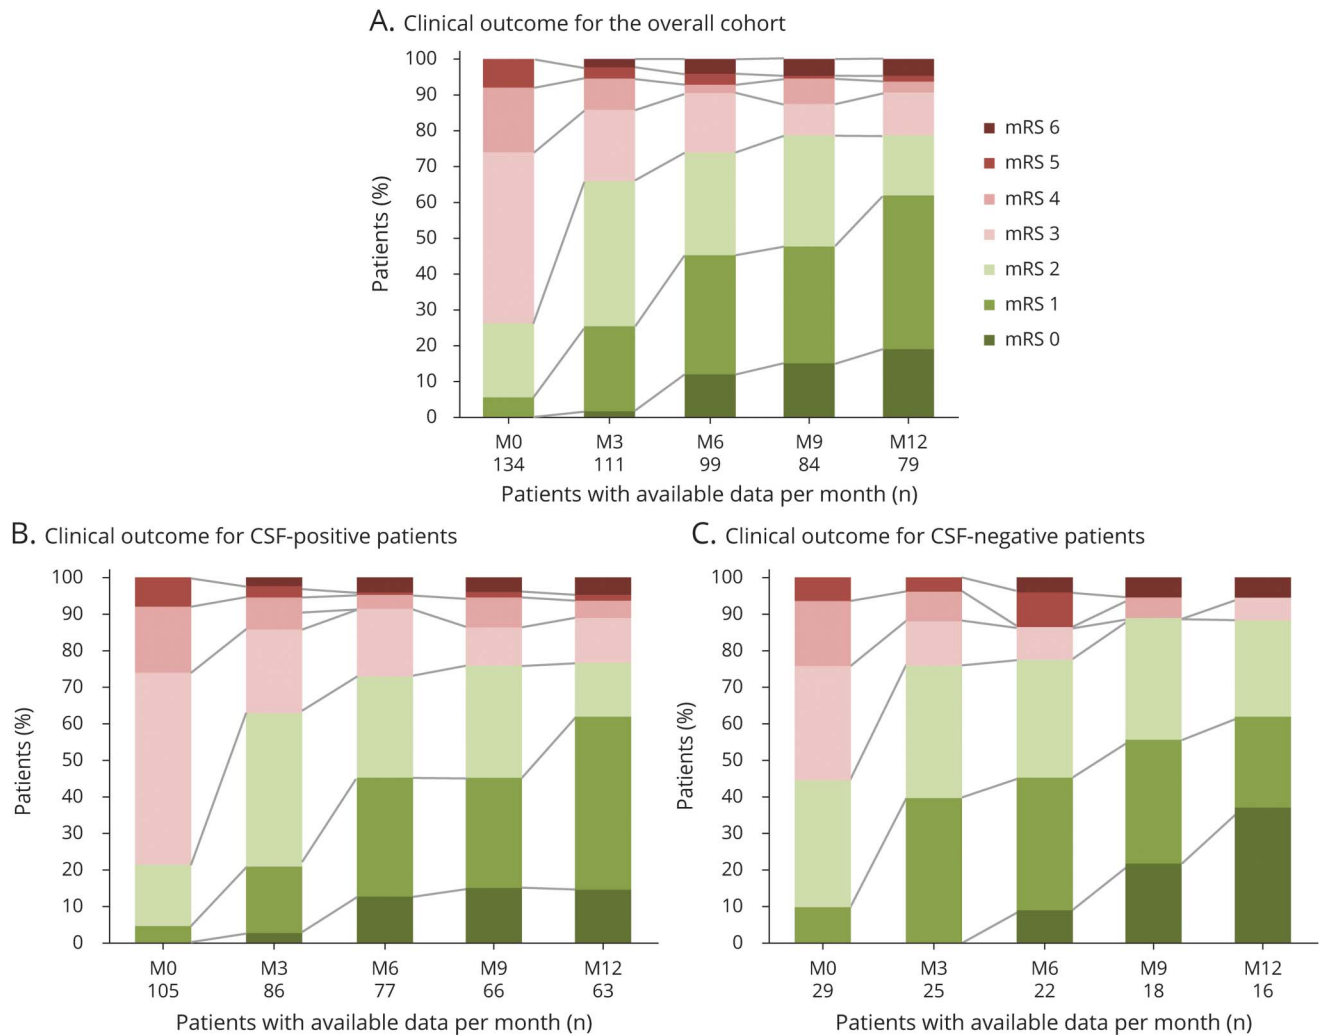 A. Clinical outcome for the overall cohort
100
90
80
70
60
50
40
30
20
10
0
Patients (%)
M0 M3 M6 M9 M12
134 111 99 84 79
Patients with available data per month (n)
mRS 6
mRS 5
mRS 4
mRS 3
mRS 2
mRS 1
mRS 0
B. Clinical outcome for CSF-positive patients
100
90
80
70
60
50
40
30
20
10
0
Patients (%)
M0 M3 M6 M9 M12
105 86 77 66 63
Patients with available data per month (n)
C. Clinical outcome for CSF-negative patients
100
90
80
70
60
50
40
30
20
10
0
Patients (%)
M0 M3 M6 M9 M12
29 25 22 18 16
Patients with available data per month (n)